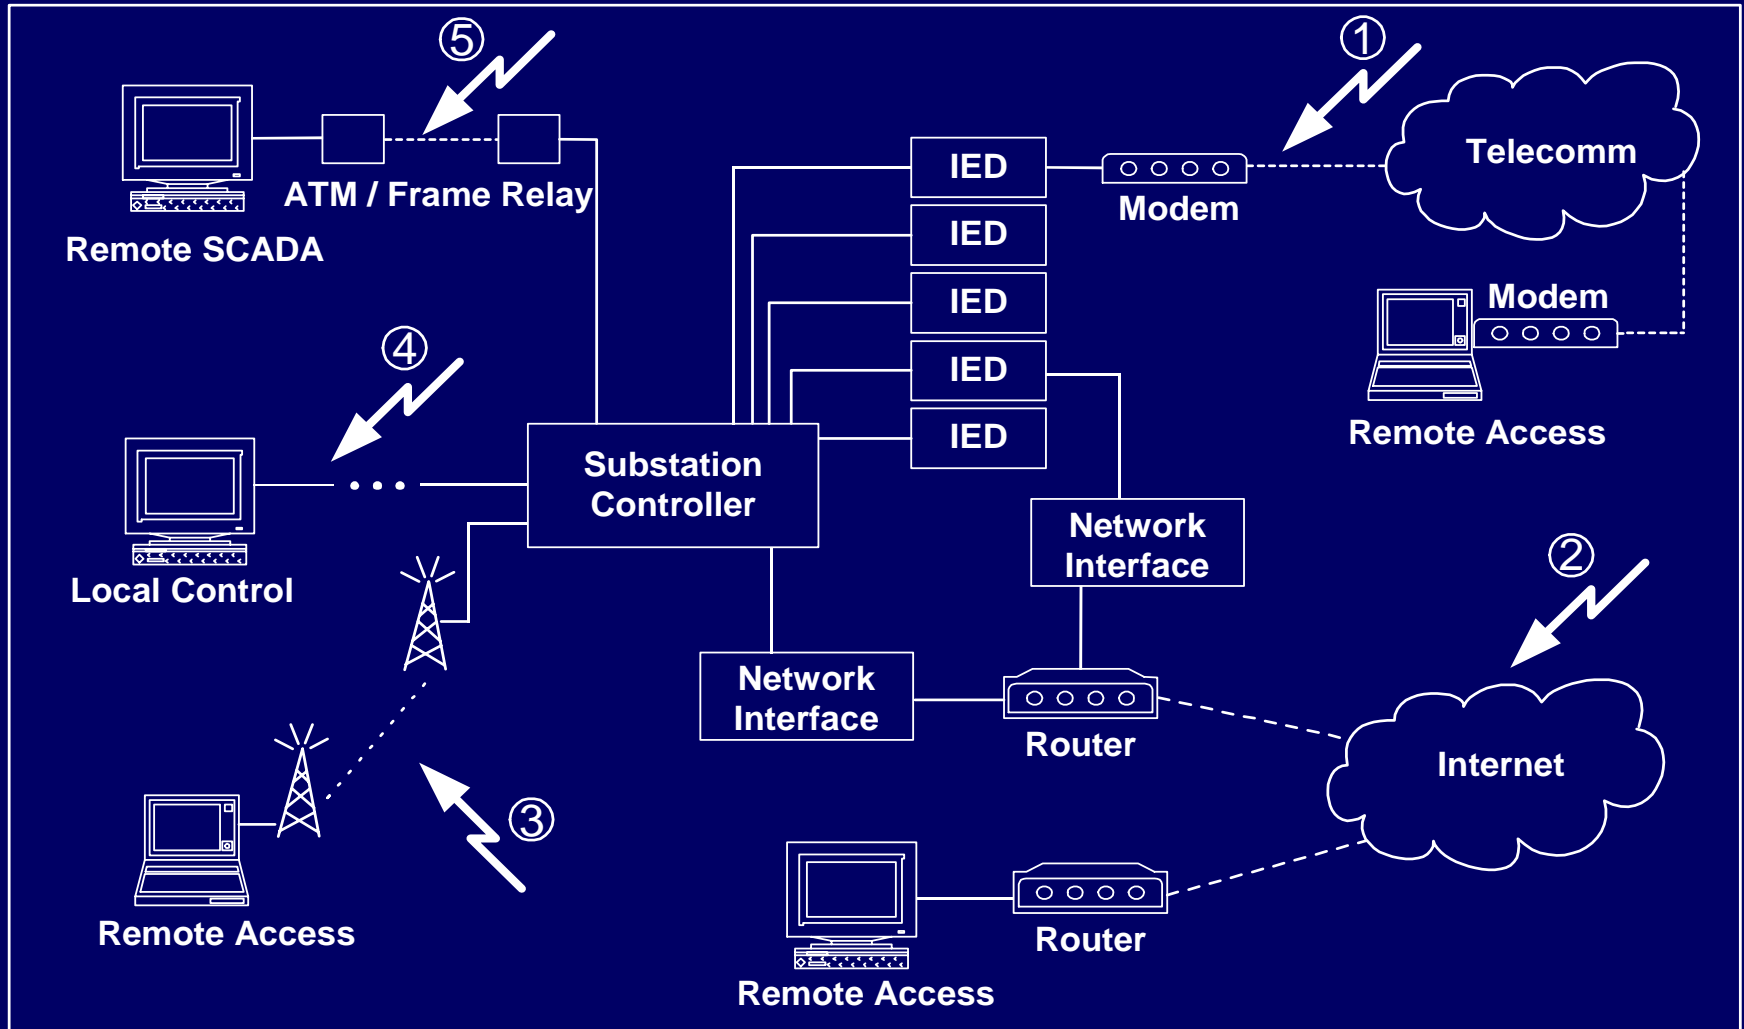 ⑤
①
Telecomm
IED
Modem
ATM / Frame Relay
Remote SCADA
IED
IED
Modem
④
IED
Remote Access
IED
Substation
Controller
Network
Interface
②
Local Control
Network
Interface
Router
Internet
③
Remote Access
Router
Remote Access